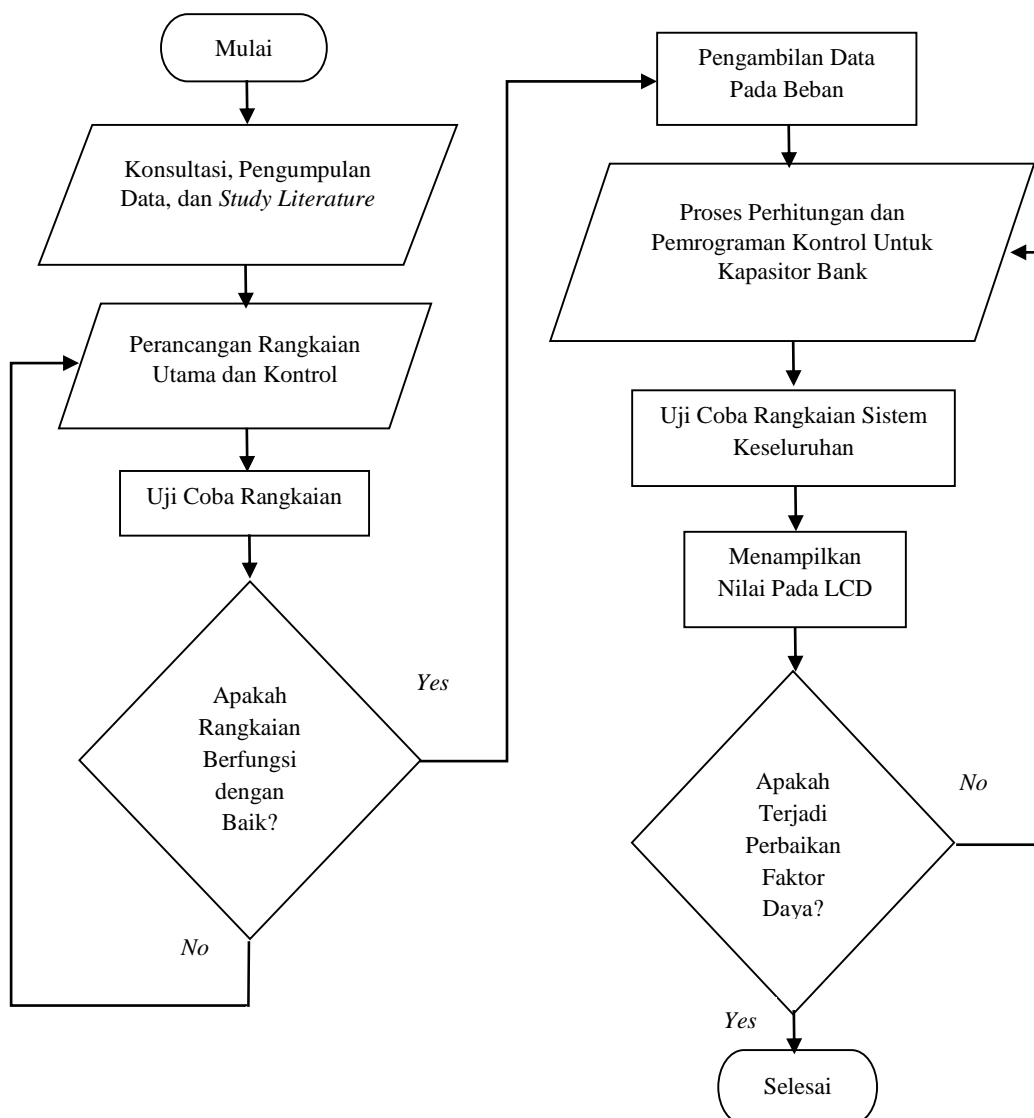 Mulai
Konsultasi, Pengumpulan
Data, dan Study Literature
Perancangan Rangkaian
Utama dan Kontrol
Uji Coba Rangkaian
Apakah
Rangkaian
Berfungsi
dengan
Baik?
Yes
No
Pengambilan Data
Pada Beban
Proses Perhitungan dan
Pemrograman Kontrol Untuk
Kapasitor Bank
Uji Coba Rangkaian Sistem
Keseluruhan
Menampilkan
Nilai Pada LCD
Apakah
Terjadi
Perbaikan
Faktor
Daya?
No
Yes
Selesai